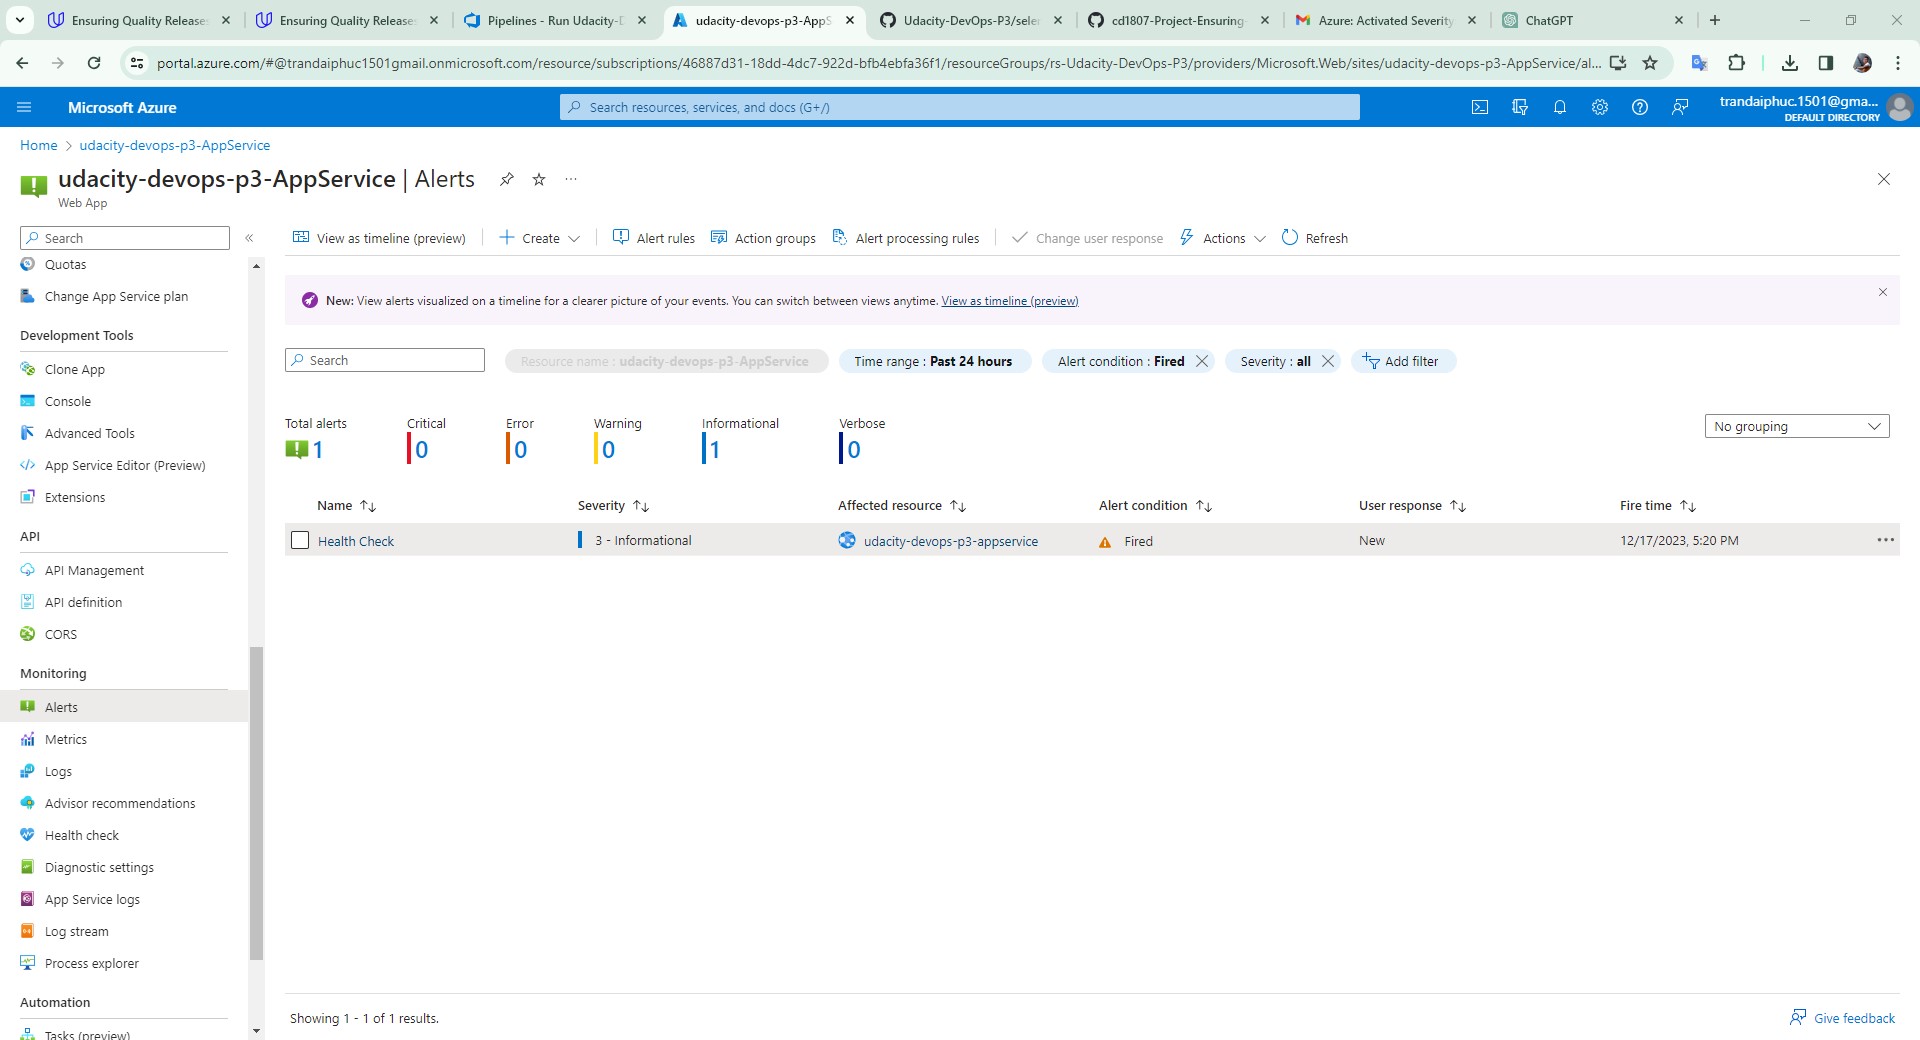 Ensuring Quality Releases
Ensuring Quality Releases
Pipelines - Run Udacity-D
udacity-devops-p3-AppS
Udacity-DevOps-P3/sele
cd1807-Project-Ensuring-
Azure: Activated Severity
ChatGPT
portal.azure.com/#@trandaiphuc1501gmail.onmicrosoft.com/resource/subscriptions/46887d31-18dd-4dc7-922d-bfb4ebfa36f1/resourceGroups/rs-Udacity-DevOps-P3/providers/Microsoft.Web/sites/udacity-devops-p3-AppService/al...
Microsoft Azure
Search resources, services, and docs (G+/)
trandaiphuc.1501@gma...
DEFAULT DIRECTORY
Home > udacity-devops-p3-AppService
udacity-devops-p3-AppService | Alerts
Web App
Search
View as timeline (preview)
Create
Alert rules
Action groups
Alert processing rules
Change user response
Actions
Refresh
Quotas
Change App Service plan
Development Tools
Clone App
Console
Advanced Tools
App Service Editor (Preview)
Extensions
API
API Management
API definition
CORS
Monitoring
Alerts
Metrics
Logs
Advisor recommendations
Health check
Diagnostic settings
App Service logs
Log stream
Process explorer
Automation
Tasks (preview)
New: View alerts visualized on a timeline for a clearer picture of your events. You can switch between views anytime. View as timeline (preview)
Search
Resource name : udacity-devops-p3-AppService
Time range : Past 24 hours
Alert condition : Fired
Severity : all
Add filter
Total alerts
1
Critical
0
Error
0
Warning
0
Informational
1
Verbose
0
No grouping
Name
Severity
Affected resource
Alert condition
User response
Fire time
Health Check
3 - Informational
udacity-devops-p3-appservice
Fired
New
12/17/2023, 5:20 PM
Showing 1 - 1 of 1 results.
Give feedback